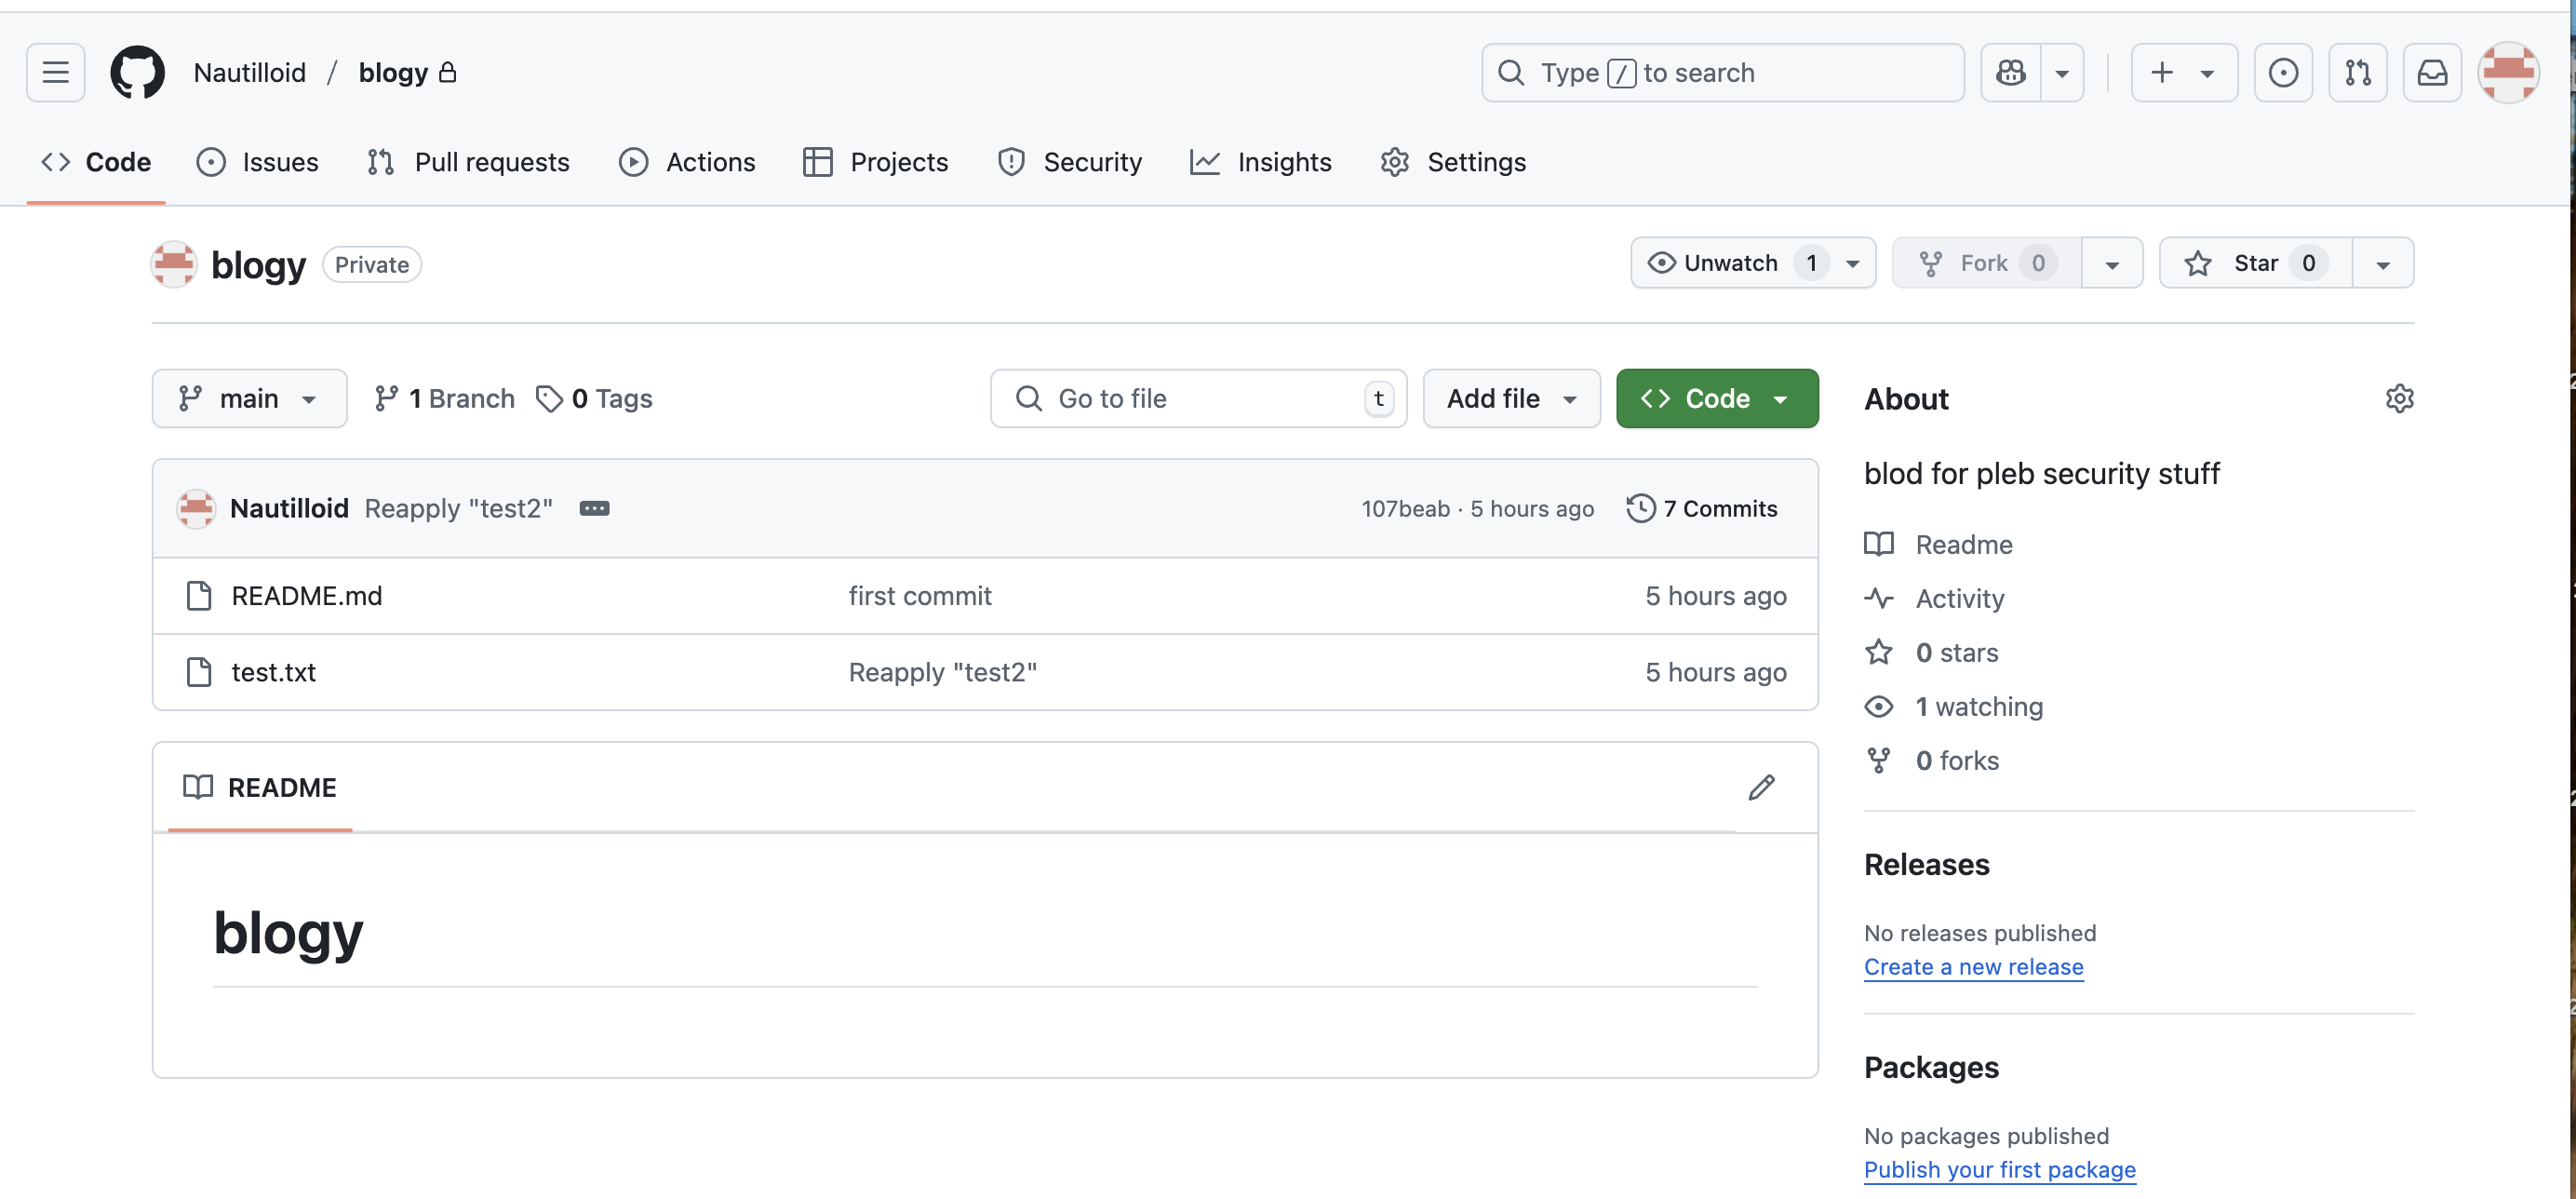 Nautilloid / blogy
Type / to search
Code Issues Pull requests Actions Projects Security Insights Settings
blogy Private
Unwatch 1 Fork 0 Star 0
main 1 Branch 0 Tags Go to file t Add file Code
Nautilloid Reapply "test2" 107beab · 5 hours ago 7 Commits
README.md first commit 5 hours ago
test.txt Reapply "test2" 5 hours ago
README
blogy
About
blod for pleb security stuff
Readme
Activity
0 stars
1 watching
0 forks
Releases
No releases published
Create a new release
Packages
No packages published
Publish your first package